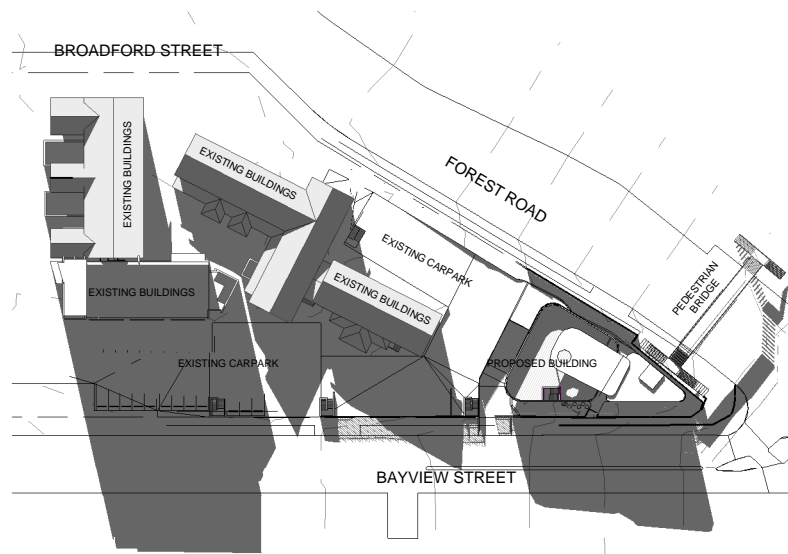 BROADFORD STREET
EXISTING BUILDINGS
EXISTING BUILDINGS
FOREST ROAD
EXISTING CARPARK
EXISTING BUILDINGS
EXISTING BUILDINGS
PEDESTRIAN
BRIDGE
EXISTING CARPARK
PROPOSED BUILDING
BAYVIEW STREET